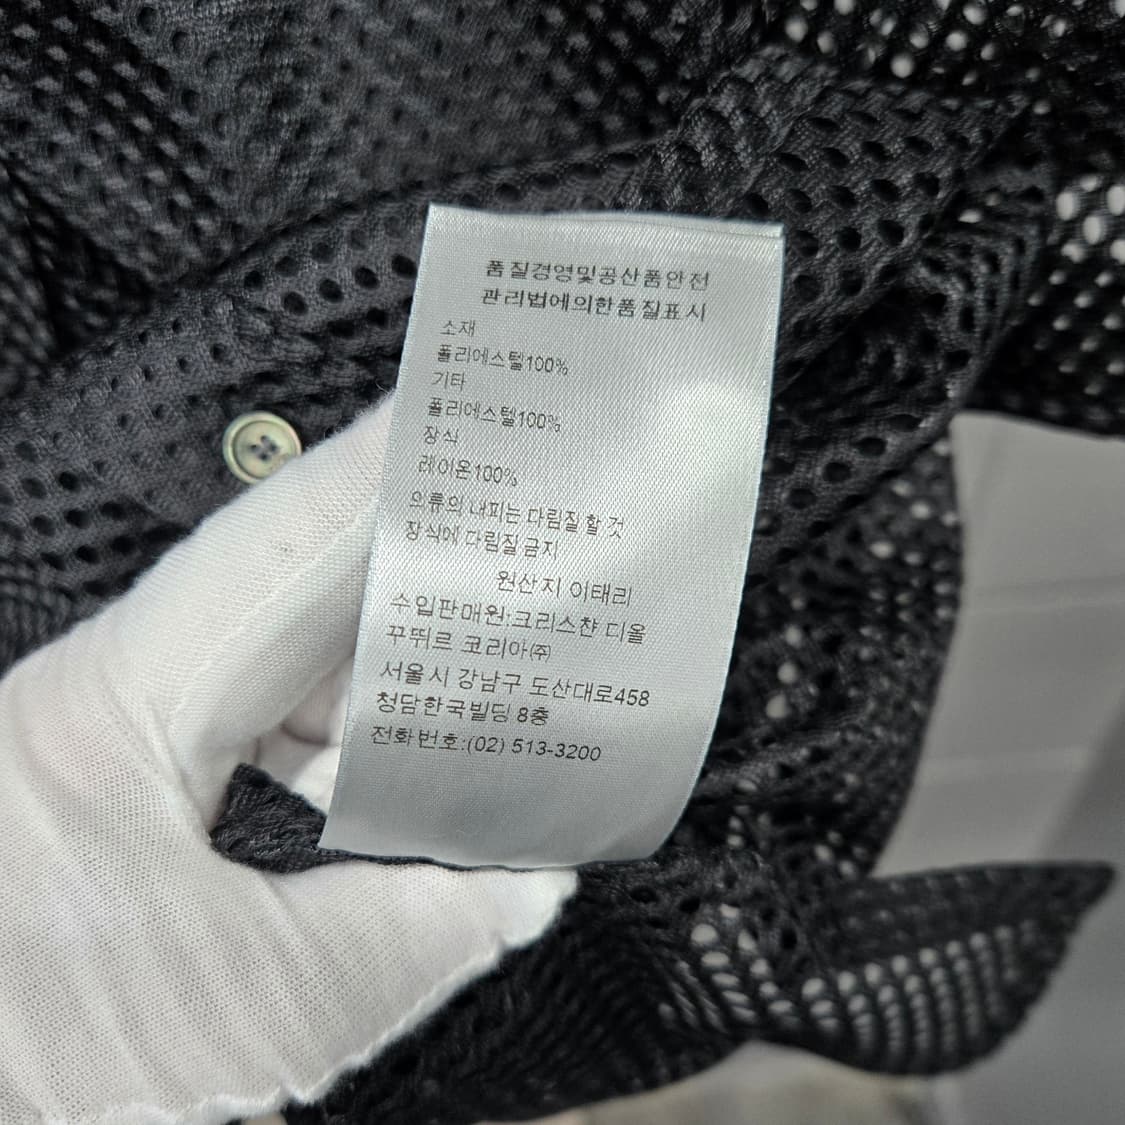 품질경영및공산품안전
관리법에의한품질표시
소재
폴리에스텔100%
기타
폴리에스텔100%
장식
레이온100%
의류의 내피는 다림질 할 것
장식에 다림질 금지
원산지 이태리
수입판매원:크리스챤 디올
꾸뛰르 코리아㈜
서울시 강남구 도산대로458
청담한국빌딩 8층
전화번호:(02) 513-3200